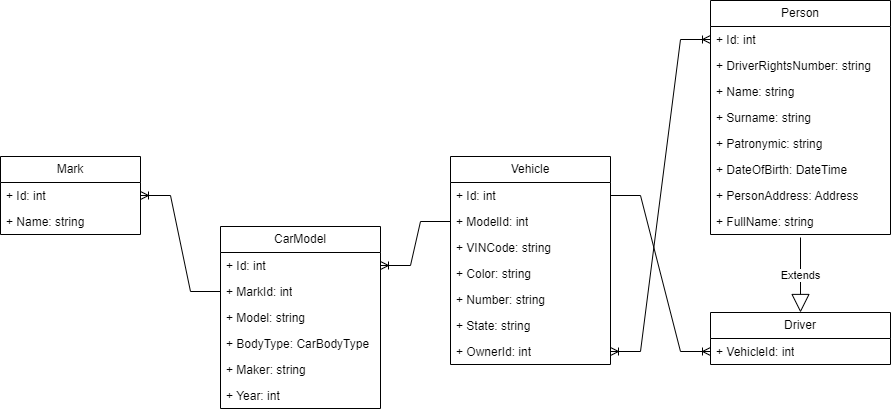 Person
+ Id: int
+ DriverRightsNumber: string
+ Name: string
+ Surname: string
+ Patronymic: string
+ DateOfBirth: DateTime
+ PersonAddress: Address
+ FullName: string
Mark
+ Id: int
+ Name: string
Vehicle
+ Id: int
+ ModelId: int
+ VINCode: string
+ Color: string
+ Number: string
+ State: string
+ OwnerId: int
CarModel
+ Id: int
+ MarkId: int
+ Model: string
+ BodyType: CarBodyType
+ Maker: string
+ Year: int
Extends
Driver
+ VehicleId: int